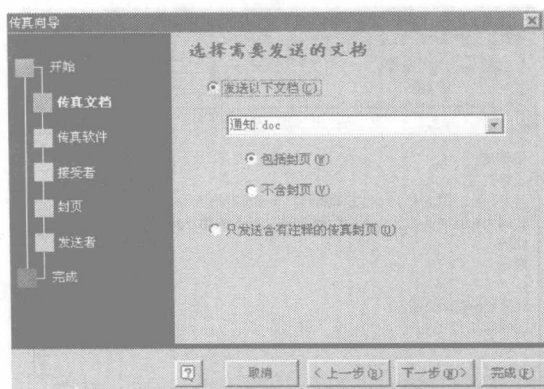 传真向导
选择需要发送的文档
开始
传真文档
传真软件
接受者
封页
发送者
完成
发送以下文档(C)
通知.doc
包括封页(W)
不含封页(V)
只发送含有注释的传真封页(O)
取消
<上一步(B)
下一步(N)>
完成(F)